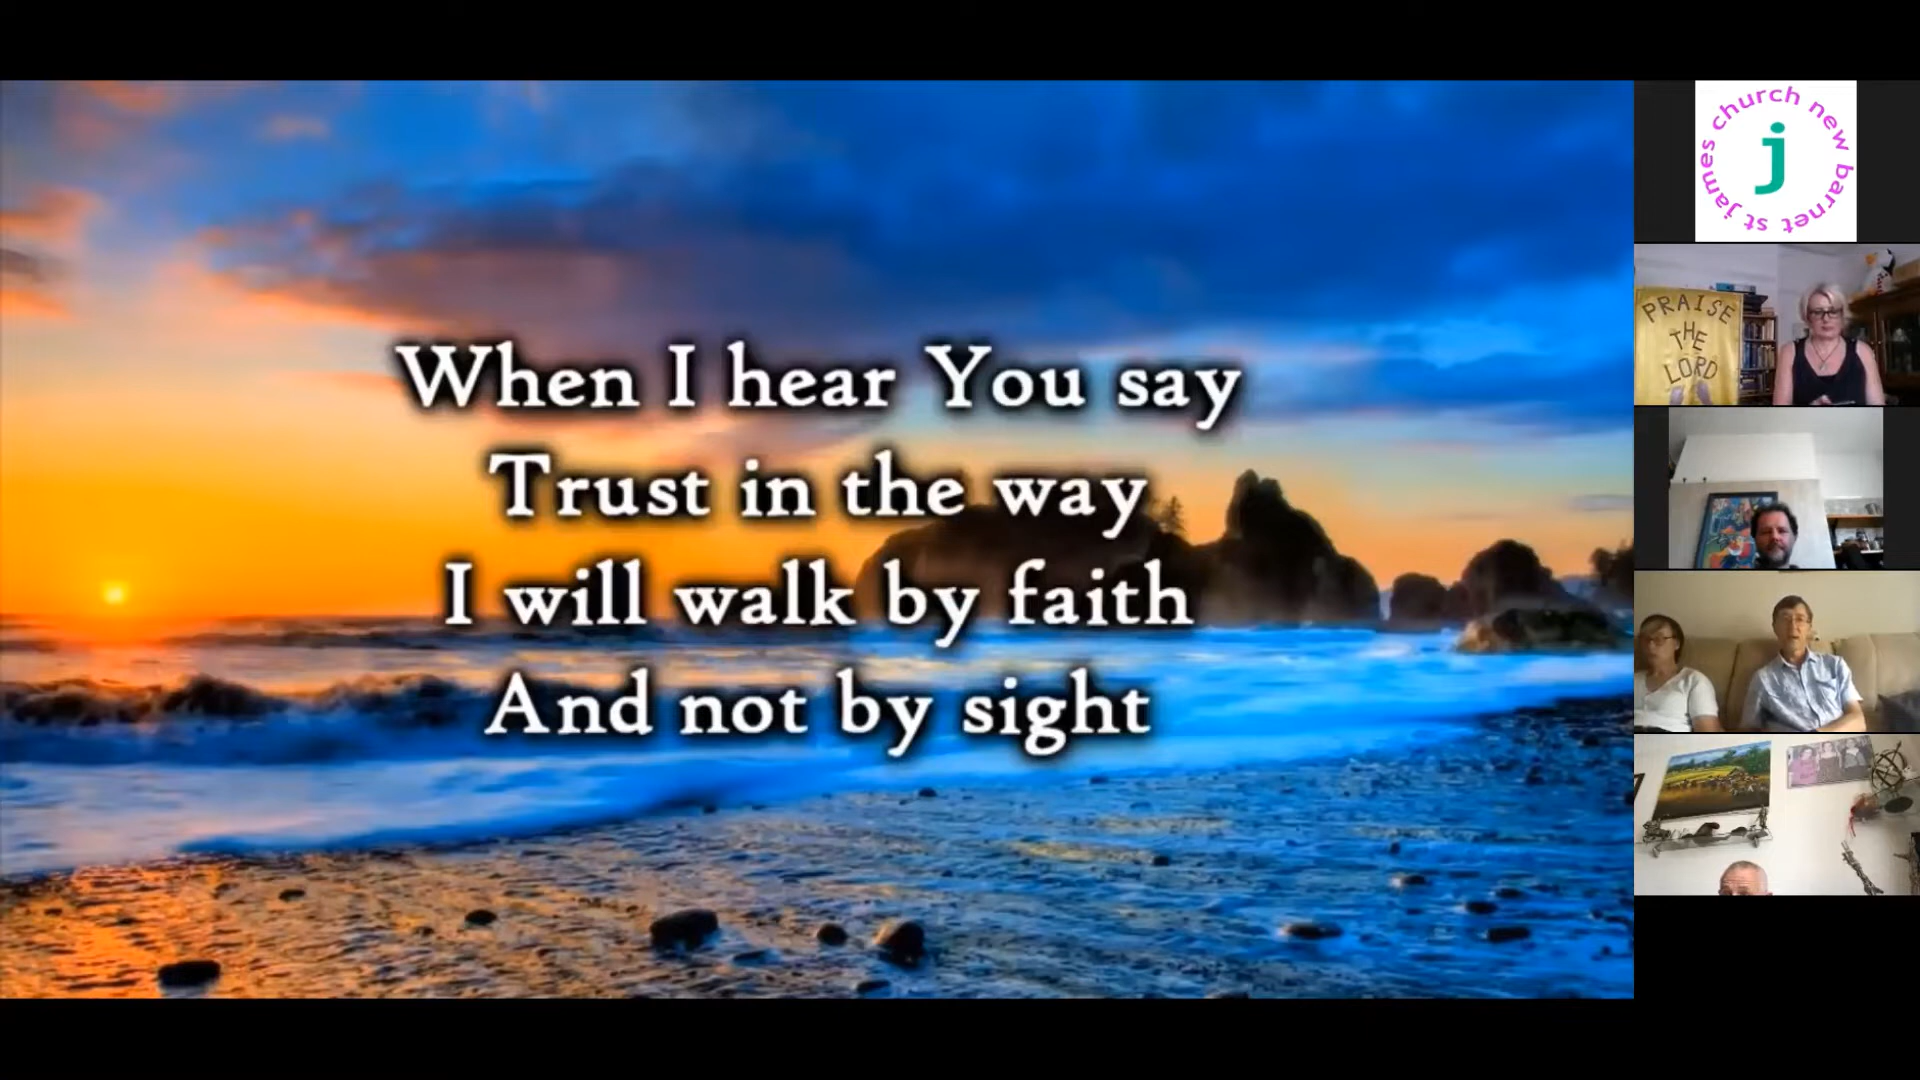 When I hear You say
Trust in the way
I will walk by faith
And not by sight
st james church new barnet
j
PRAISE
THE
LORD